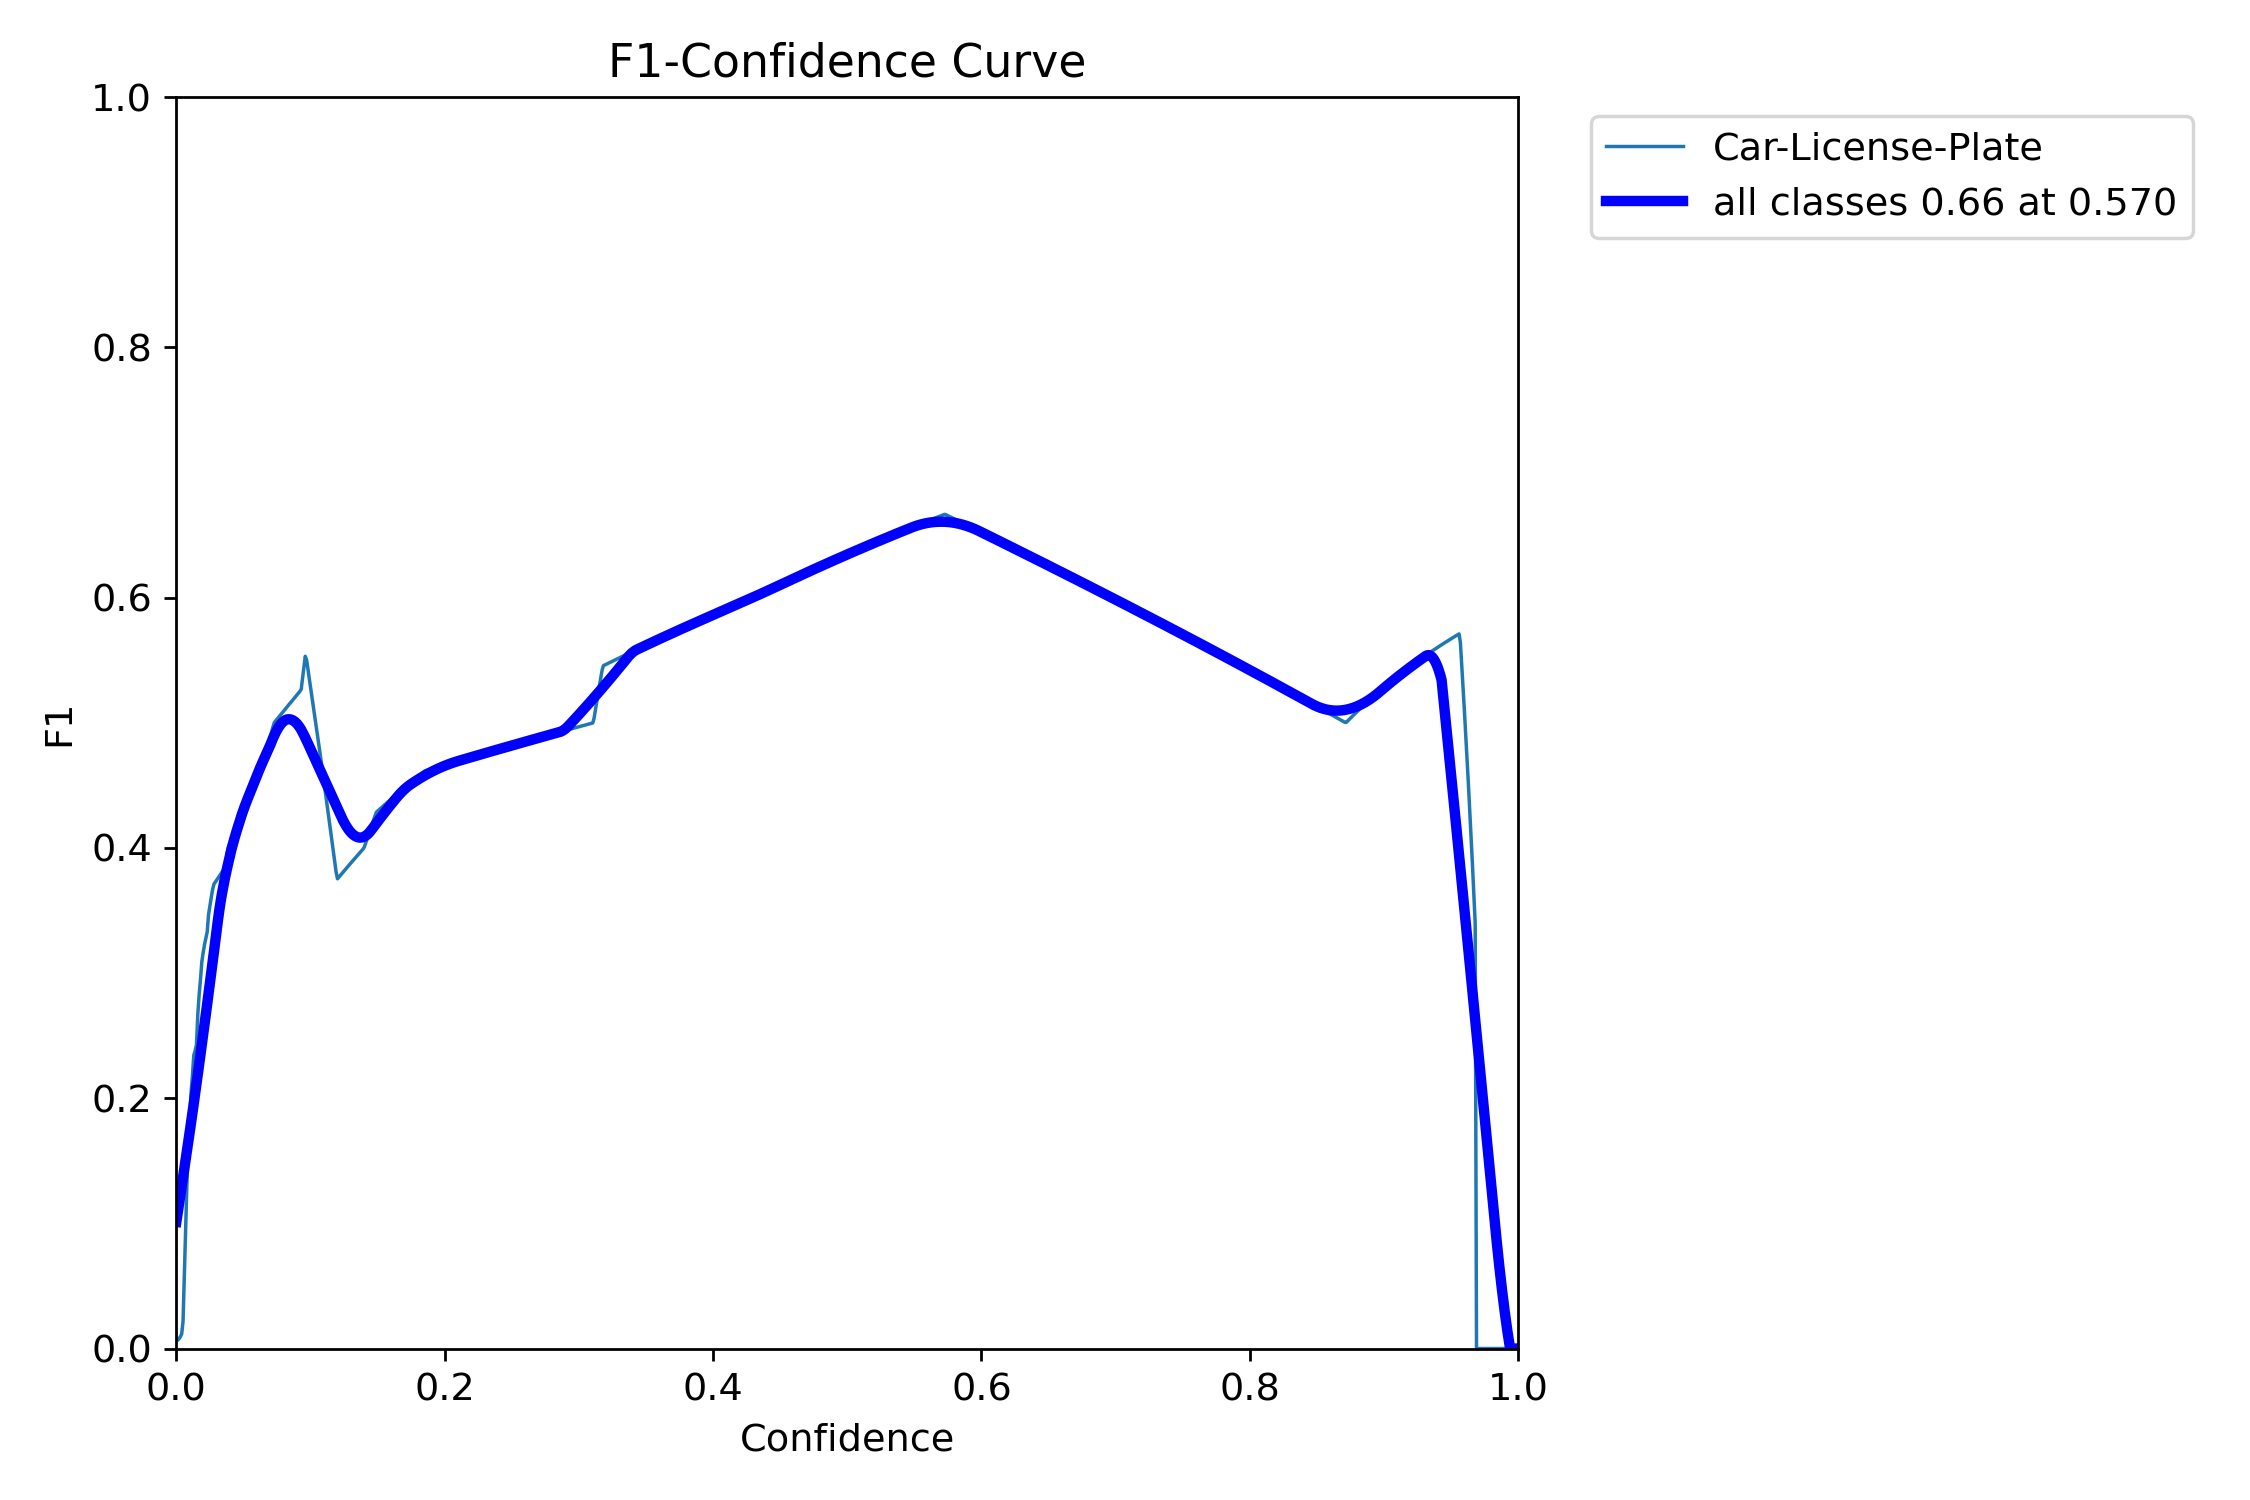 F1-Confidence Curve
1.0
0.8
0.6
0.4
0.2
0.0
F1
0.0 0.2 0.4 0.6 0.8 1.0
Confidence
Car-License-Plate
all classes 0.66 at 0.570